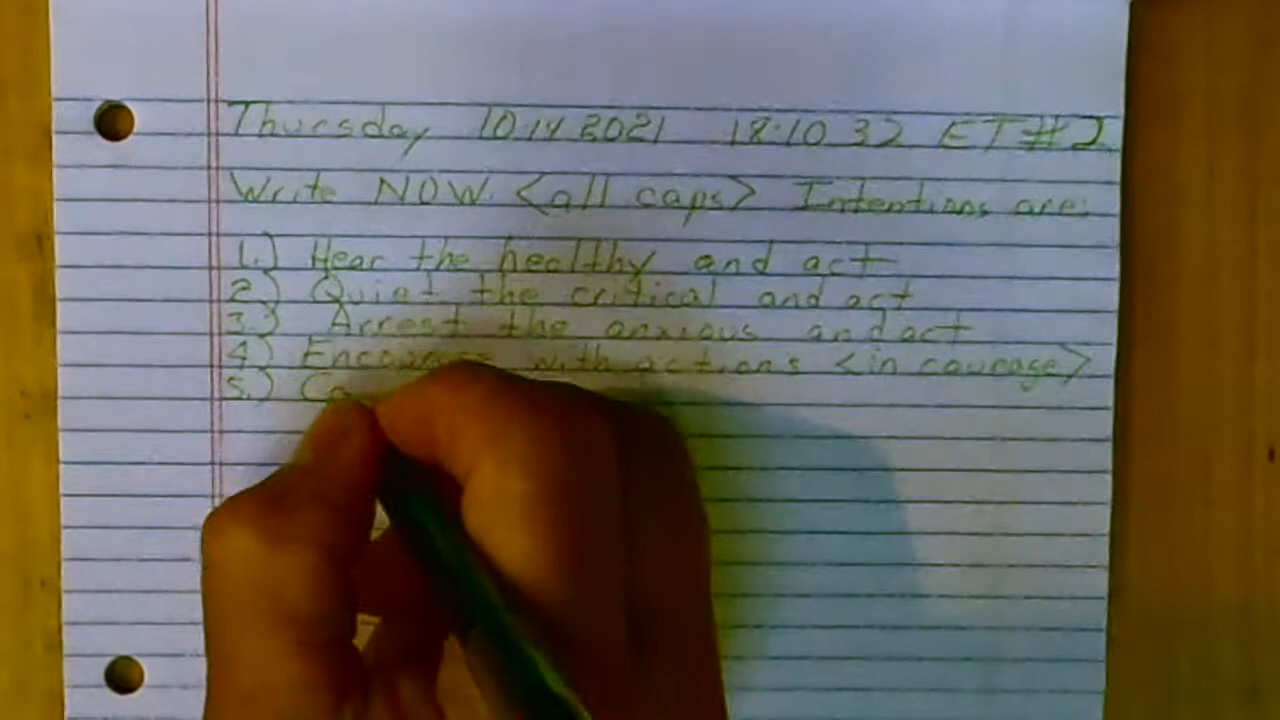 Thursday 10.14.2021 18:10 32 ET #2
Write NOW. <all caps> Intentions are:
1.) Hear the healthy and act
2.) Quiet the critical and act
3.) Arrest the anxious and act
4.) Encourage with actions <in courage>
5.)